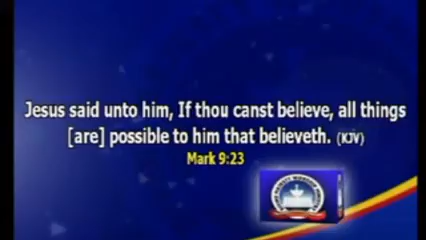 Jesus said unto him, If thou canst believe, all things
[are] possible to him that believeth. (KJV)
Mark 9:23